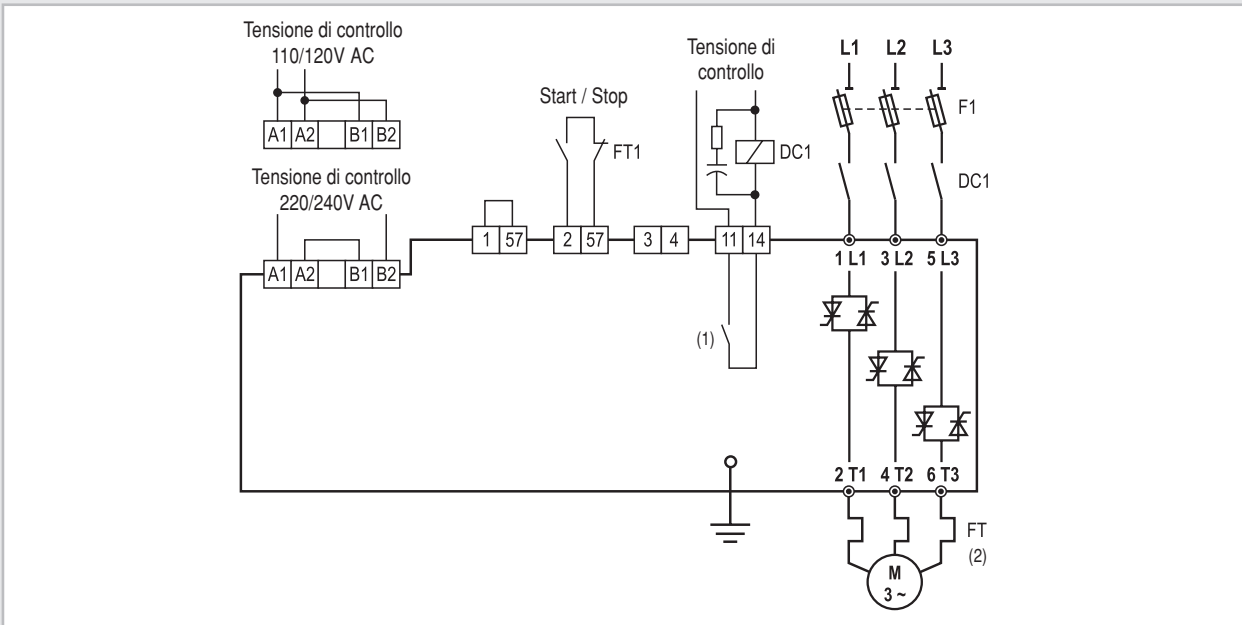 Tensione di controllo
110/120V AC
A1 A2 B1 B2
Tensione di controllo
220/240V AC
A1 A2 B1 B2
Start / Stop
FT1
1 57
2 57
3 4
Tensione di
controllo
DC1
11 14
(1)
L1 L2 L3
F1
DC1
1 L1 3 L2 5 L3
2 T1 4 T2 6 T3
FT
(2)
M
3 ~